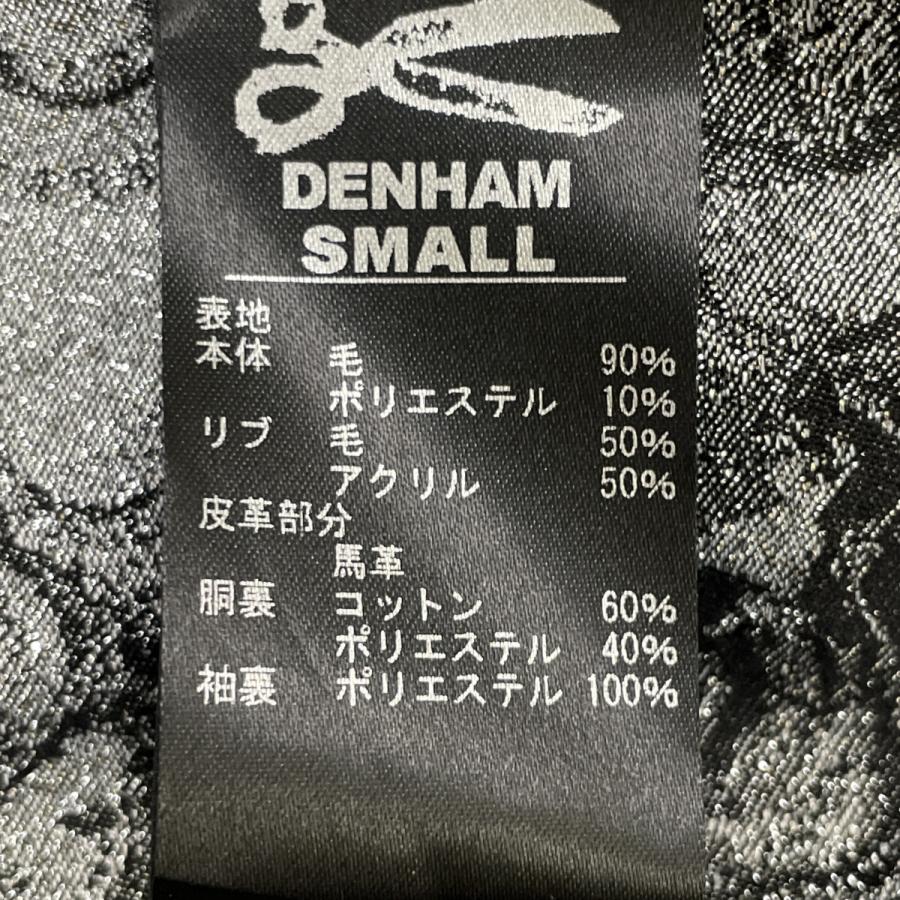 DENHAM
SMALL
表地
本体 毛 90%
ポリエステル 10%
リブ 毛 50%
アクリル 50%
皮革部分
馬革
胴裏 コットン 60%
ポリエステル 40%
袖裏 ポリエステル 100%